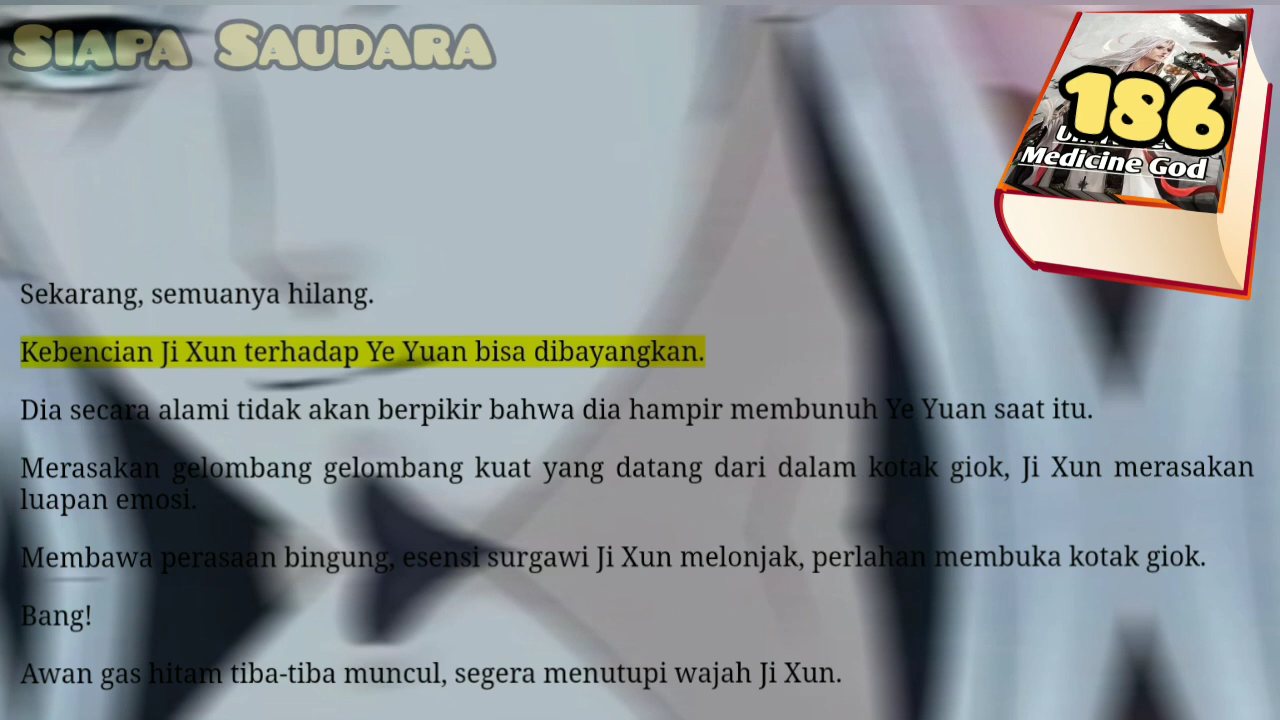 Siapa Saudara
186
Medicine God
Sekarang, semuanya hilang.
Kebencian Ji Xun terhadap Ye Yuan bisa dibayangkan.
Dia secara alami tidak akan berpikir bahwa dia hampir membunuh Ye Yuan saat itu.
Merasakan gelombang gelombang kuat yang datang dari dalam kotak giok, Ji Xun merasakan
luapan emosi.
Membawa perasaan bingung, esensi surgawi Ji Xun melonjak, perlahan membuka kotak giok.
Bang!
Awan gas hitam tiba-tiba muncul, segera menutupi wajah Ji Xun.